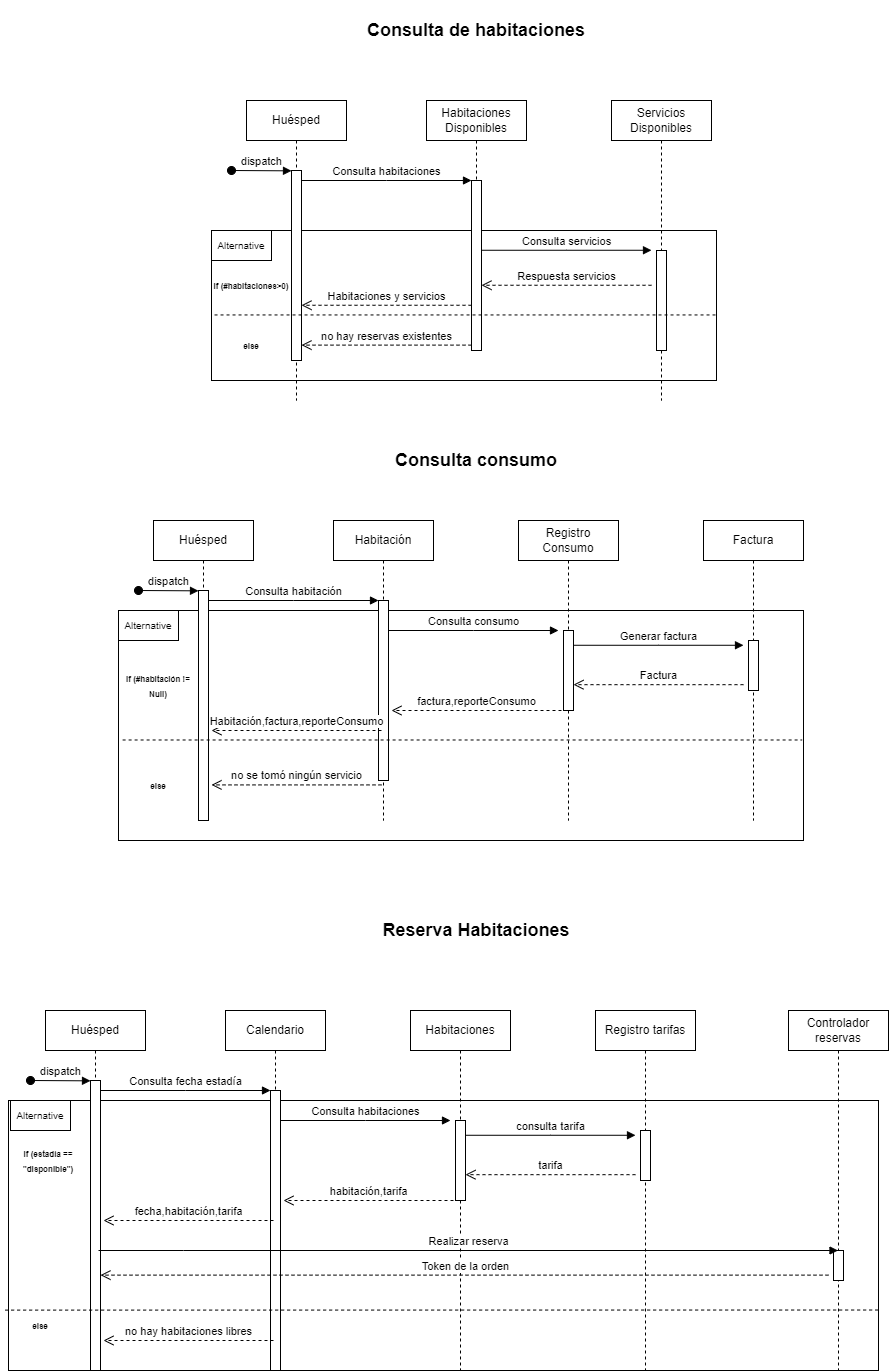 Consulta de habitaciones
Huésped
Habitaciones
Disponibles
Servicios
Disponibles
dispatch
Consulta habitaciones
Alternative
Consulta servicios
Respuesta servicios
If (#habitaciones>0)
Habitaciones y servicios
else
no hay reservas existentes
Consulta consumo
Huésped
Habitación
Registro
Consumo
Factura
dispatch
Consulta habitación
Alternative
Consulta consumo
Generar factura
If (#habitación !=
Null)
Factura
factura,reporteConsumo
Habitación,factura,reporteConsumo
else
no se tomó ningún servicio
Reserva Habitaciones
Huésped
Calendario
Habitaciones
Registro tarifas
Controlador
reservas
dispatch
Consulta fecha estadía
Alternative
Consulta habitaciones
consulta tarifa
If (estadia ==
"disponible")
tarifa
habitación,tarifa
fecha,habitación,tarifa
Realizar reserva
Token de la orden
else
no hay habitaciones libres